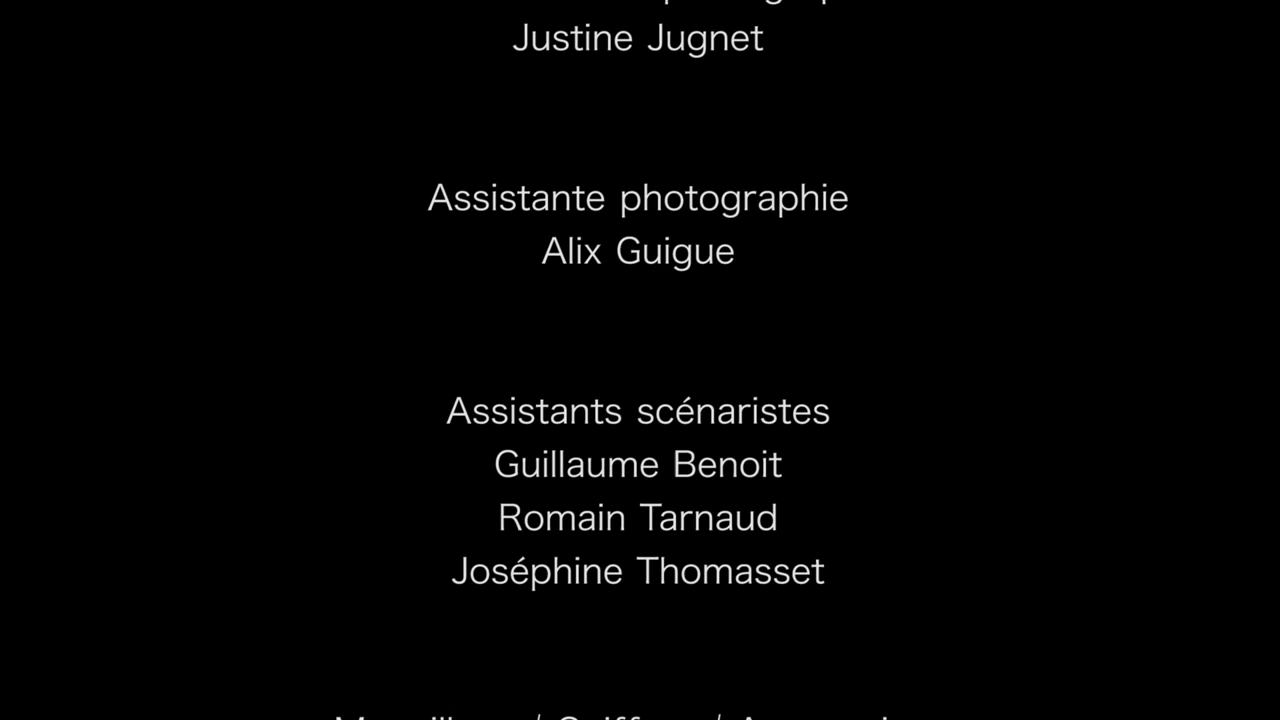 Justine Jugnet
Assistante photographie
Alix Guigue
Assistants scénaristes
Guillaume Benoit
Romain Tarnaud
Joséphine Thomasset